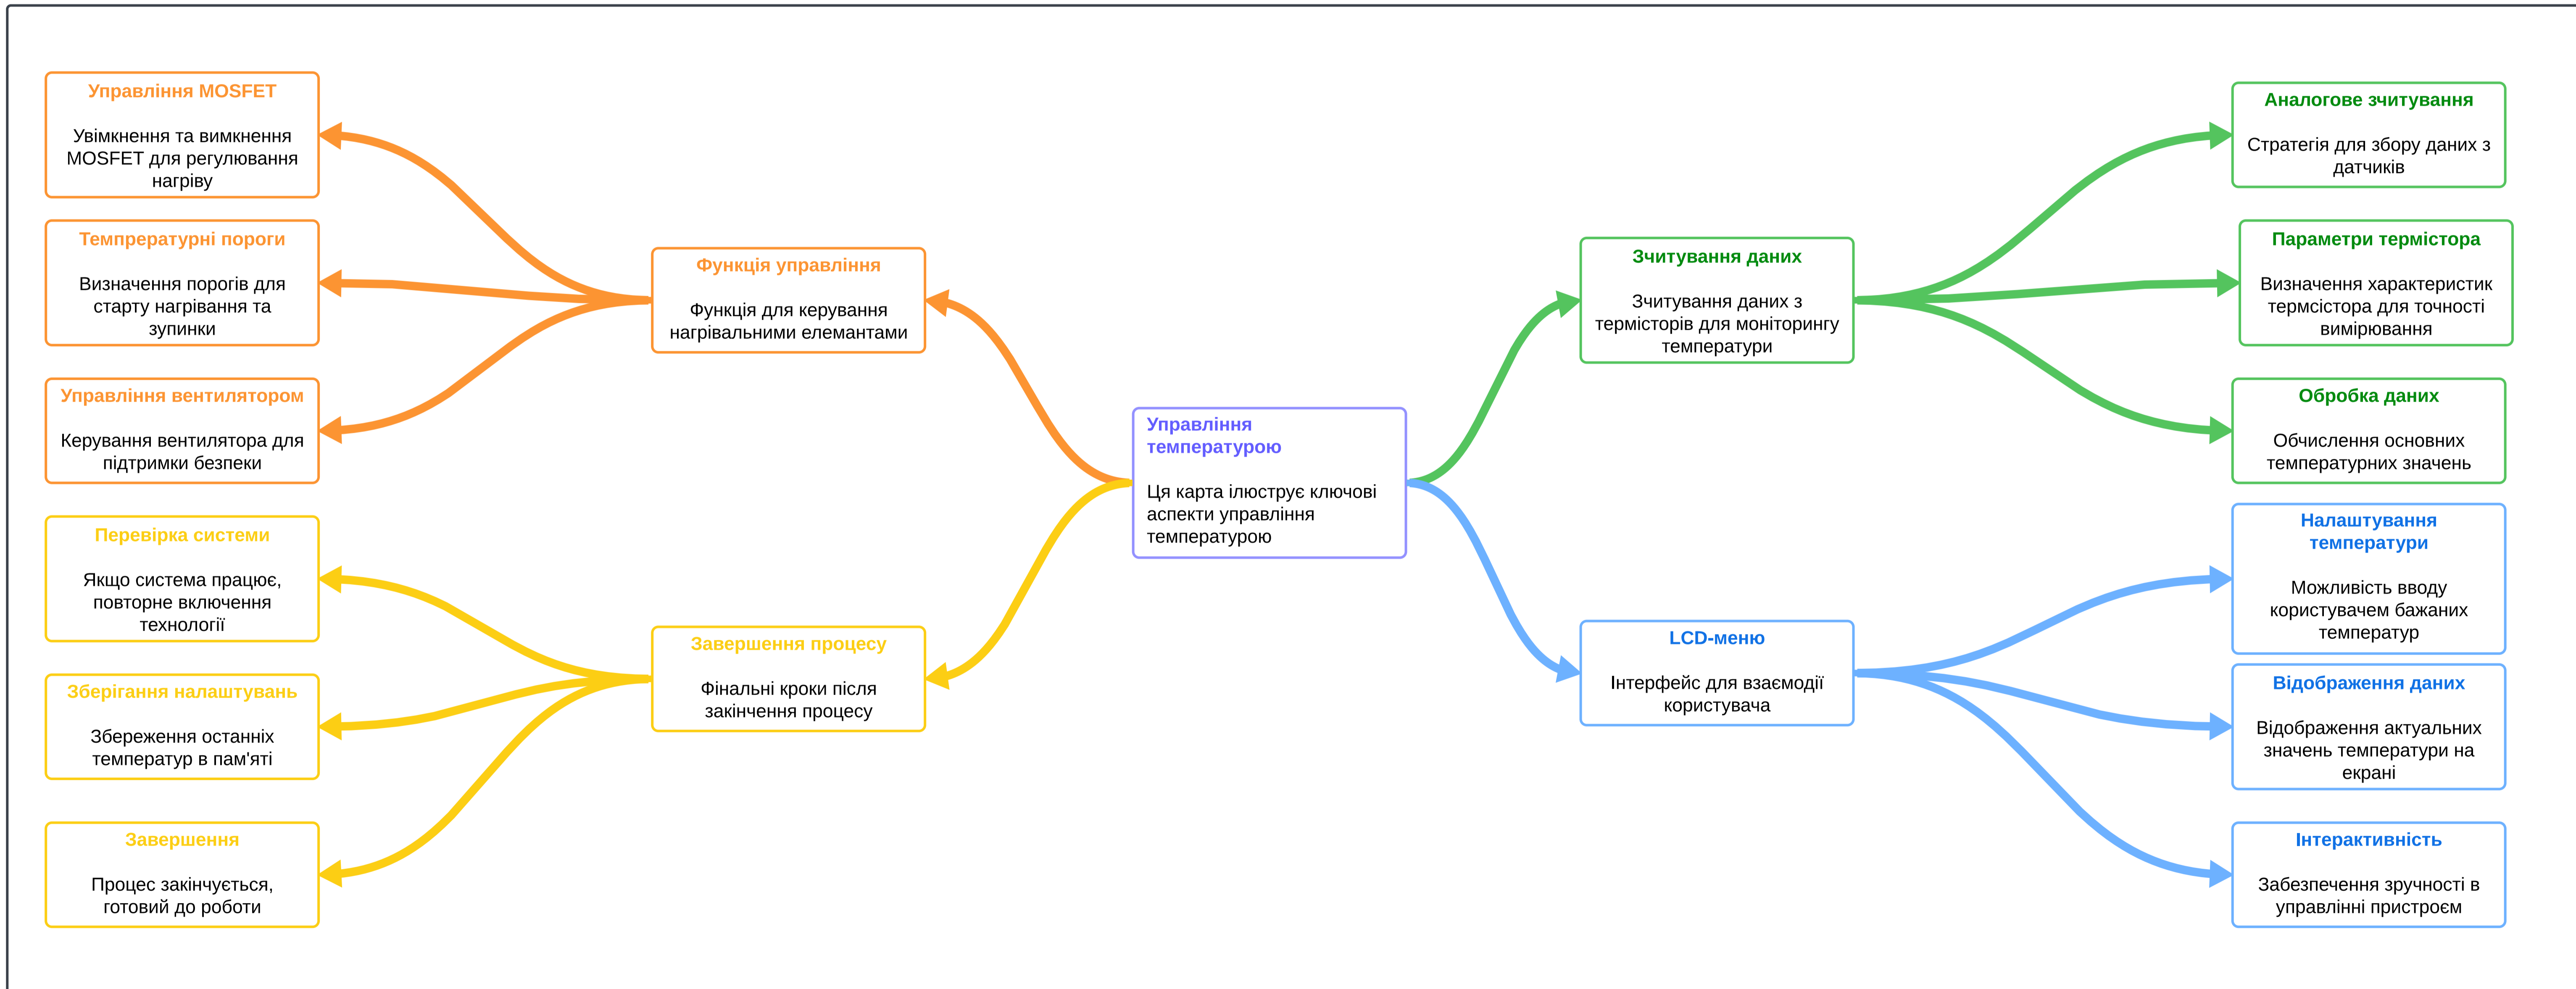 Управління MOSFET
Увімкнення та вимкнення
MOSFET для регулювання
нагріву
Темпрературні пороги
Визначення порогів для
старту нагрівання та
зупинки
Управління вентилятором
Керування вентилятора для
підтримки безпеки
Перевірка системи
Якщо система працює,
повторне включення
технології
Зберігання налаштувань
Збереження останніх
температур в пам'яті
Завершення
Процес закінчується,
готовий до роботи
Функція управління
Функція для керування
нагрівальними елемантами
Завершення процесу
Фінальні кроки після
закінчення процесу
Управління
температурою
Ця карта ілюструє ключові
аспекти управління
температурою
Зчитування даних
Зчитування даних з
термісторів для моніторингу
температури
LCD-меню
Інтерфейс для взаємодії
користувача
Аналогове зчитування
Стратегія для збору даних з
датчиків
Параметри термістора
Визначення характеристик
термсістора для точності
вимірювання
Обробка даних
Обчислення основних
температурних значень
Налаштування
температури
Можливість вводу
користувачем бажаних
температур
Відображення даних
Відображення актуальних
значень температури на
екрані
Інтерактивність
Забезпечення зручності в
управлінні пристроєм